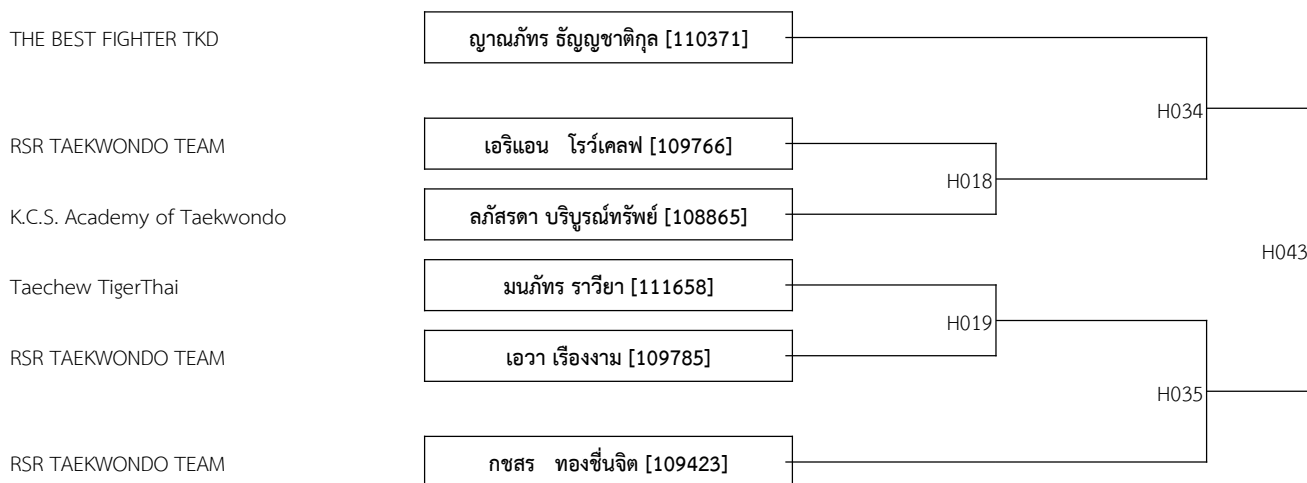 THE BEST FIGHTER TKD ญาณภัทร ธัญญชาติกุล [110371]
H034
RSR TAEKWONDO TEAM เอริแอน โรว์เคลฟ [109766]
H018
K.C.S. Academy of Taekwondo ลภัสรดา บริบูรณ์ทรัพย์ [108865]
H043
Taechew TigerThai มนภัทร ราวียา [111658]
H019
RSR TAEKWONDO TEAM เอวา เรืองงาม [109785]
H035
RSR TAEKWONDO TEAM กชสร ทองชื่นจิต [109423]